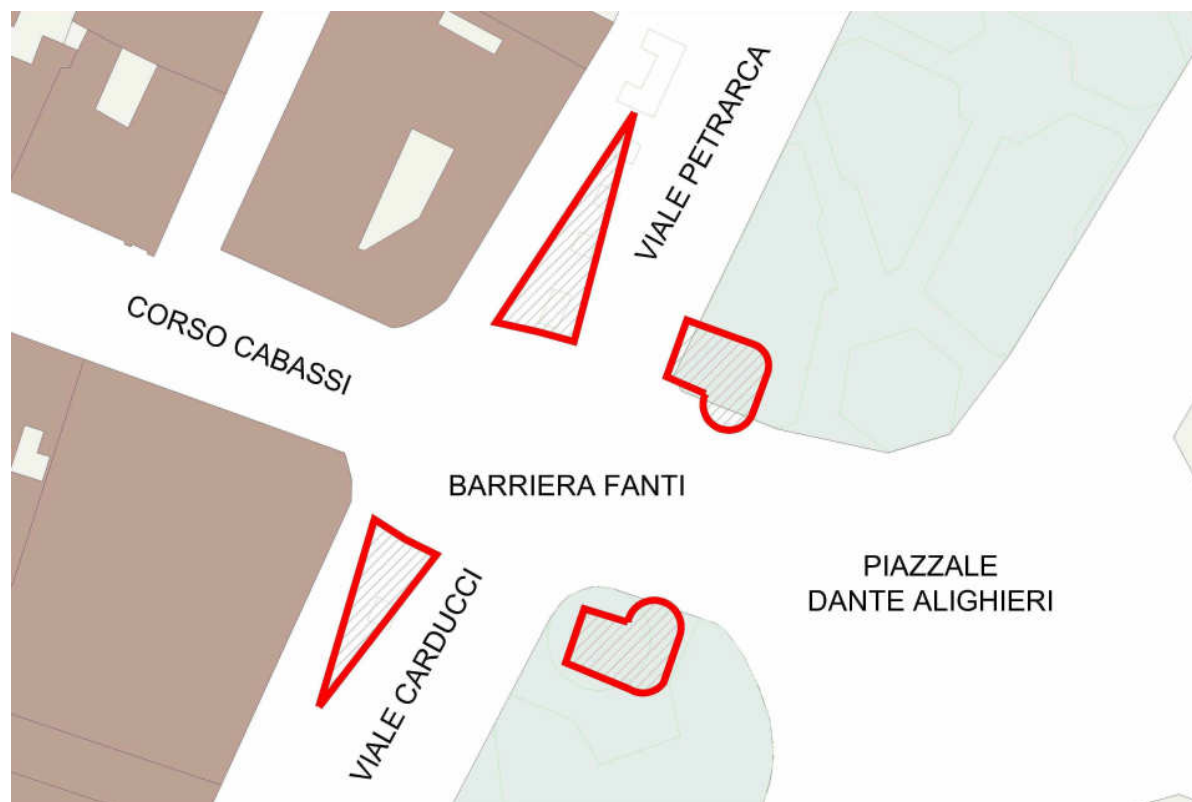 VIALE PETRARCA
CORSO CABASSI
BARRIERA FANTI
PIAZZALE
DANTE ALIGHIERI
VIALE CARDUCCI